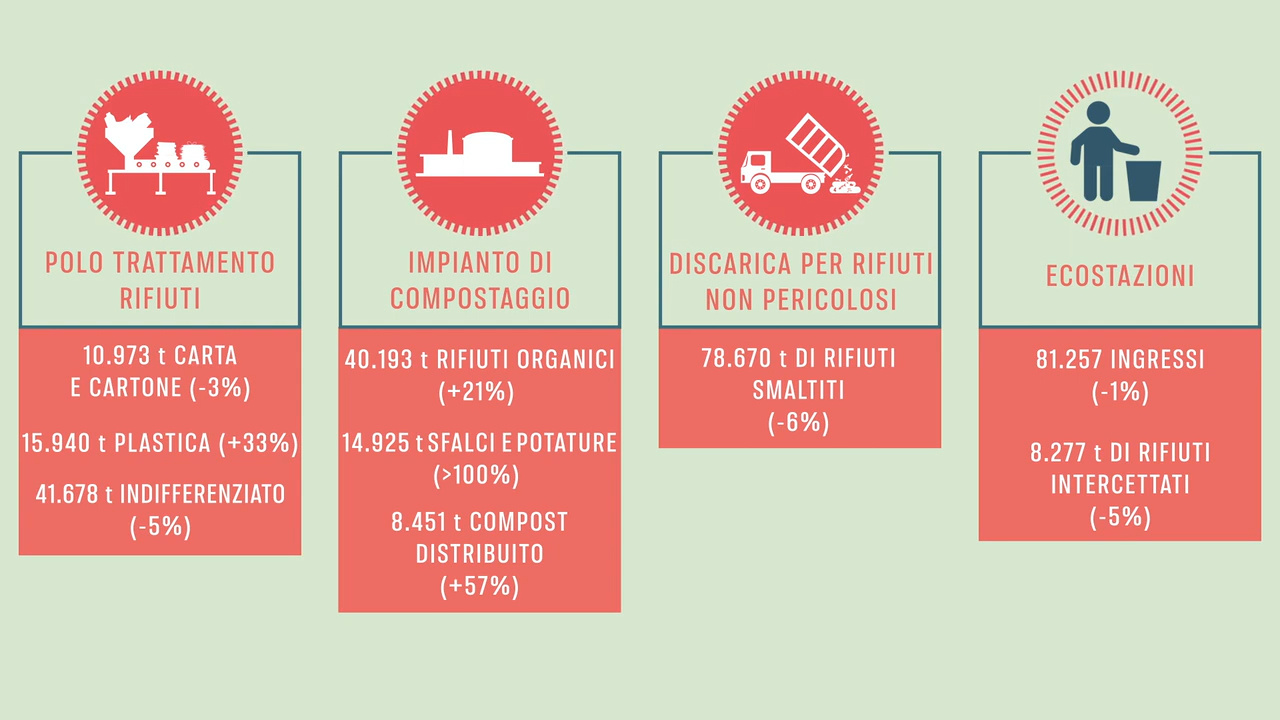 POLO TRATTAMENTO
RIFIUTI
10.973 t CARTA
E CARTONE (-3%)
15.940 t PLASTICA (+33%)
41.678 t INDIFFERENZIATO
(-5%)
IMPIANTO DI
COMPOSTAGGIO
40.193 t RIFIUTI ORGANICI
(+21%)
14.925 t SFALCI E POTATURE
(>100%)
8.451 t COMPOST
DISTRIBUITO
(+57%)
DISCARICA PER RIFIUTI
NON PERICOLOSI
78.670 t DI RIFIUTI
SMALTITI
(-6%)
ECOSTAZIONI
81.257 INGRESSI
(-1%)
8.277 t DI RIFIUTI
INTERCETTATI
(-5%)